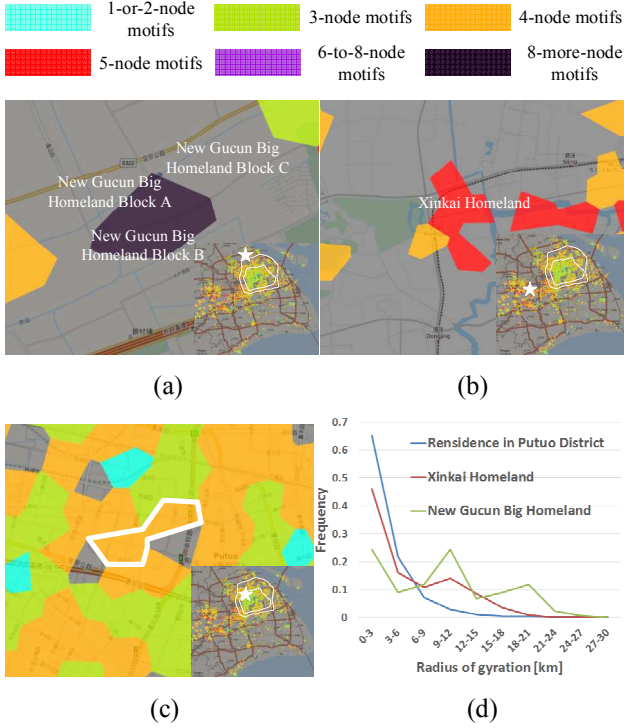 1-or-2-node
motifs
3-node motifs
4-node motifs
5-node motifs
6-to-8-node
motifs
8-more-node
motifs
New Gucun Big
Homeland Block C
New Gucun Big
Homeland Block A
New Gucun Big
Homeland Block B
Xinkai Homeland
Sijing
Dongjing
(a)
(b)
Putuo
(c)
0.7
0.6
0.5
0.4
0.3
0.2
0.1
0
Frequency
Rensidence in Putuo District
Xinkai Homeland
New Gucun Big Homeland
0-3
3-6
6-9
9-12
12-15
15-18
18-21
21-24
24-27
27-30
Radius of gyration [km]
(d)